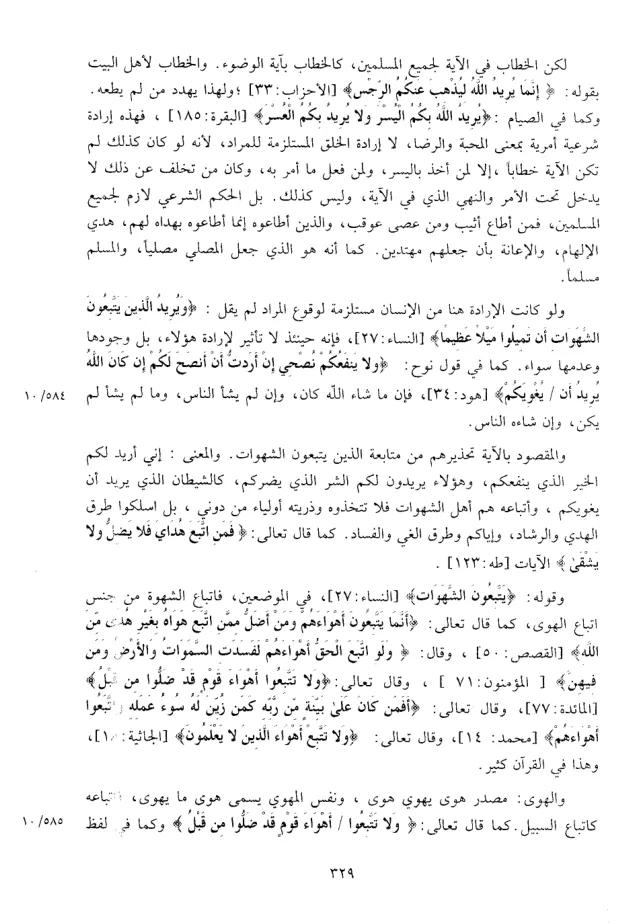 لكن الخطاب في الآية لجميع المسلمين، كالخطاب بآية الوضوء. والخطاب لأهل البيت
بقوله: ﴿ إِنَّمَا يُرِيدُ اللَّهُ لِيُذْهِبَ عَنكُمُ الرِّجْسَ﴾ [الأحزاب:٣٣] ؛ولهذا يهدد من لم يطعه.
وكما في الصيام :﴿يُرِيدُ اللَّهُ بِكُمُ الْيُسْرَ وَلا يُرِيدُ بِكُمُ الْعُسْرَ﴾ [البقرة:١٨٥] ، فهذه إرادة
شرعية أمرية بمعنى المحبة والرضا، لا إرادة الخلق المستلزمة للمراد، لأنه لو كان كذلك لم
تكن الآية خطاباً ،إلا لمن أخذ باليسر، ولمن فعل ما أمر به، وكان من تخلف عن ذلك لا
يدخل تحت الأمر والنهي الذي في الآية، وليس كذلك. بل الحكم الشرعي لازم لجميع
المسلمين، فمن أطاع أثيب ومن عصى عوقب، والذين أطاعوه إنما أطاعوه بهداه لهم، هدي
الإلهام، والإعانة بأن جعلهم مهتدين. كما أنه هو الذي جعل المصلي مصلياً، والمسلم
مسلماً.
ولو كانت الإرادة هنا من الإنسان مستلزمة لوقوع المراد لم يقل : ﴿وَيُرِيدُ الَّذِينَ يَتَّبِعُونَ
الشَّهَوَاتِ أَن تَمِيلُوا مَيْلاً عَظِيمًا﴾ [النساء:٢٧]، فإنه حينئذ لا تأثير لإرادة هؤلاء، بل وجودها
وعدمها سواء. كما في قول نوح: ﴿وَلا يَنفَعُكُمْ نُصْحِي إِنْ أَرَدتُّ أَنْ أَنصَحَ لَكُمْ إِن كَانَ اللَّهُ
يُرِيدُ أَن / يُغْوِيَكُمْ﴾ [هود:٣٤]، فإن ما شاء الله كان، وإن لم يشأ الناس، وما لم يشأ لم
١٠/٥٨٤
يكن، وإن شاءه الناس.
والمقصود بالآية تحذيرهم من متابعة الذين يتبعون الشهوات. والمعنى : إني أريد لكم
الخير الذي ينفعكم، وهؤلاء يريدون لكم الشر الذي يضركم، كالشيطان الذي يريد أن
يغويكم ، وأتباعه هم أهل الشهوات فلا تتخذوه وذريته أولياء من دوني ، بل اسلكوا طرق
الهدي والرشاد، وإياكم وطرق الغي والفساد. كما قال تعالى:﴿ فَمَنِ اتَّبَعَ هُدَايَ فَلا يَضِلُّ وَلا
يَشْقَىٰ ﴾ الآيات [طه:١٢٣] .
وقوله: ﴿يَتَّبِعُونَ الشَّهَوَاتِ﴾ [النساء:٢٧]، في الموضعين، فاتباع الشهوة من جنس
اتباع الهوى، كما قال تعالى: ﴿أَنَّمَا يَتَّبِعُونَ أَهْوَاءَهُمْ وَمَنْ أَضَلُّ مِمَّنِ اتَّبَعَ هَوَاهُ بِغَيْرِ هُدًى مِّنَ
اللَّهِ﴾ [القصص:٥٠] ، وقال: ﴿ وَلَوِ اتَّبَعَ الْحَقُّ أَهْوَاءَهُمْ لَفَسَدَتِ السَّمَوَاتُ وَالأَرْضُ وَمَن
فِيهِنَّ﴾ [ المؤمنون:٧١ ] ، وقال تعالى:﴿وَلا تَتَّبِعُوا أَهْوَاءَ قَوْمٍ قَدْ ضَلُّوا مِن قَبْلُ﴾
[المائدة:٧٧]، وقال تعالى: ﴿أَفَمَن كَانَ عَلَىٰ بَيِّنَةٍ مِّن رَّبِّهِ كَمَن زُيِّنَ لَهُ سُوءُ عَمَلِهِ وَاتَّبَعُوا
أَهْوَاءَهُمْ﴾ [محمد: ١٤]، وقال تعالى: ﴿وَلا تَتَّبِعْ أَهْوَاءَ الَّذِينَ لا يَعْلَمُونَ﴾ [الجاثية:]،
وهذا في القرآن كثير.
والهوى: مصدر هوى يهوي هوى ، ونفس المهوي يسمى هوى ما يهوى، فاتباعه
كاتباع السبيل.كما قال تعالى:﴿ وَلا تَتَّبِعُوا / أَهْوَاءَ قَوْمٍ قَدْ ضَلُّوا مِن قَبْلُ ﴾ وكما في لفظ
١٠/٥٨٥
٣٢٩